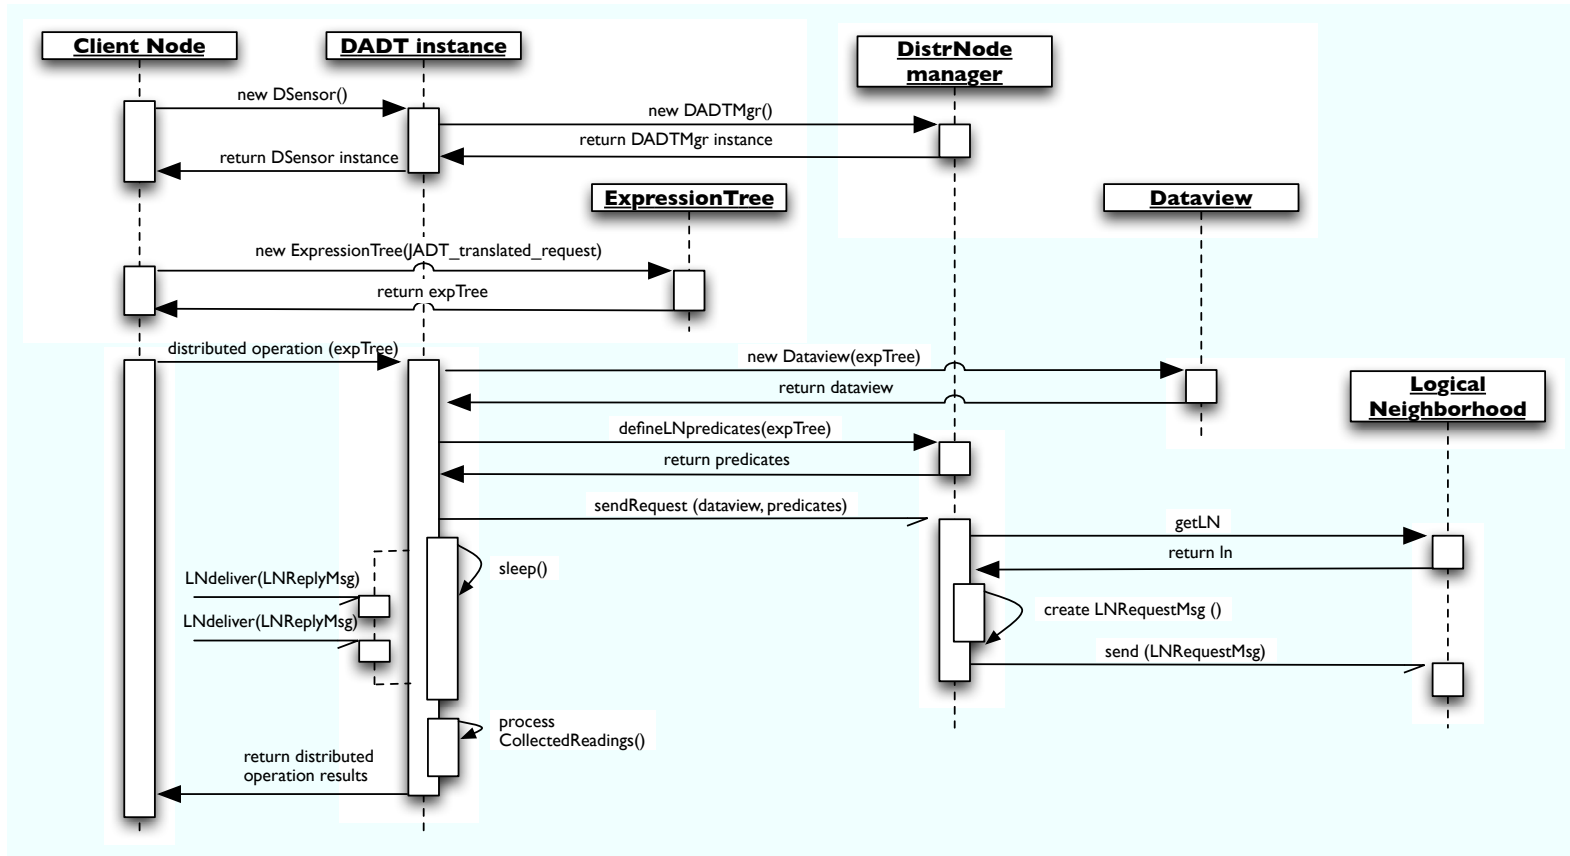 Client Node
DADT instance
DistrNode
manager
new DSensor()
new DADTMgr()
return DADTMgr instance
return DSensor instance
ExpressionTree
Dataview
new ExpressionTree(JADT_translated_request)
return expTree
distributed operation (expTree)
new Dataview(expTree)
return dataview
Logical
Neighborhood
defineLNpredicates(expTree)
return predicates
sendRequest (dataview, predicates)
getLN
return ln
sleep()
LNdeliver(LNReplyMsg)
create LNRequestMsg ()
LNdeliver(LNReplyMsg)
send (LNRequestMsg)
process
CollectedReadings()
return distributed
operation results